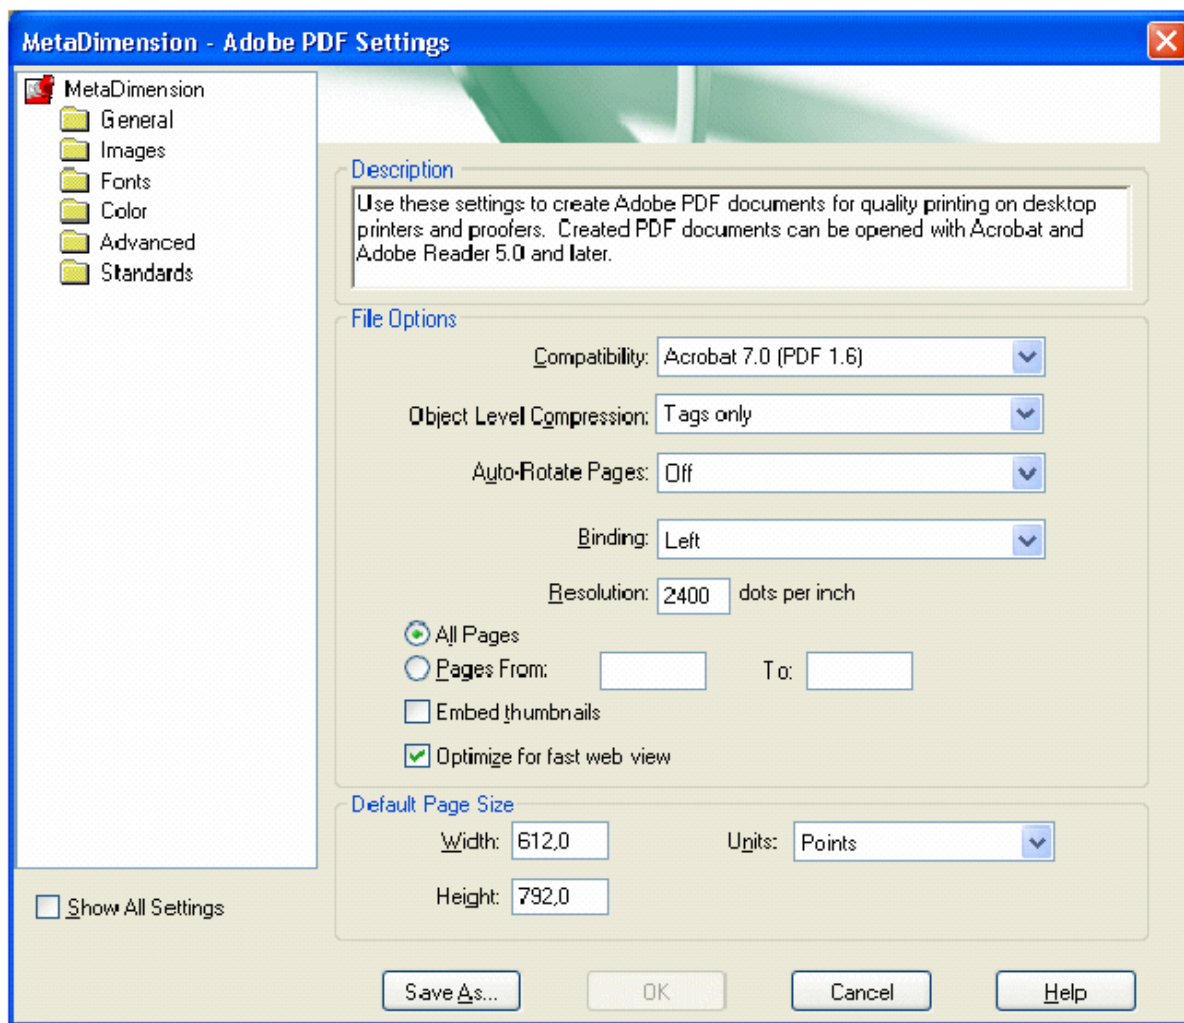 MetaDimension - Adobe PDF Settings
MetaDimension
General
Images
Fonts
Color
Advanced
Standards
Show All Settings
Description
Use these settings to create Adobe PDF documents for quality printing on desktop
printers and proofers.  Created PDF documents can be opened with Acrobat and
Adobe Reader 5.0 and later.
File Options
Compatibility: Acrobat 7.0 (PDF 1.6)
Object Level Compression: Tags only
Auto-Rotate Pages: Off
Binding: Left
Resolution: 2400 dots per inch
All Pages
Pages From: To:
Embed thumbnails
Optimize for fast web view
Default Page Size
Width: 612,0 Units: Points
Height: 792,0
Save As... OK Cancel Help